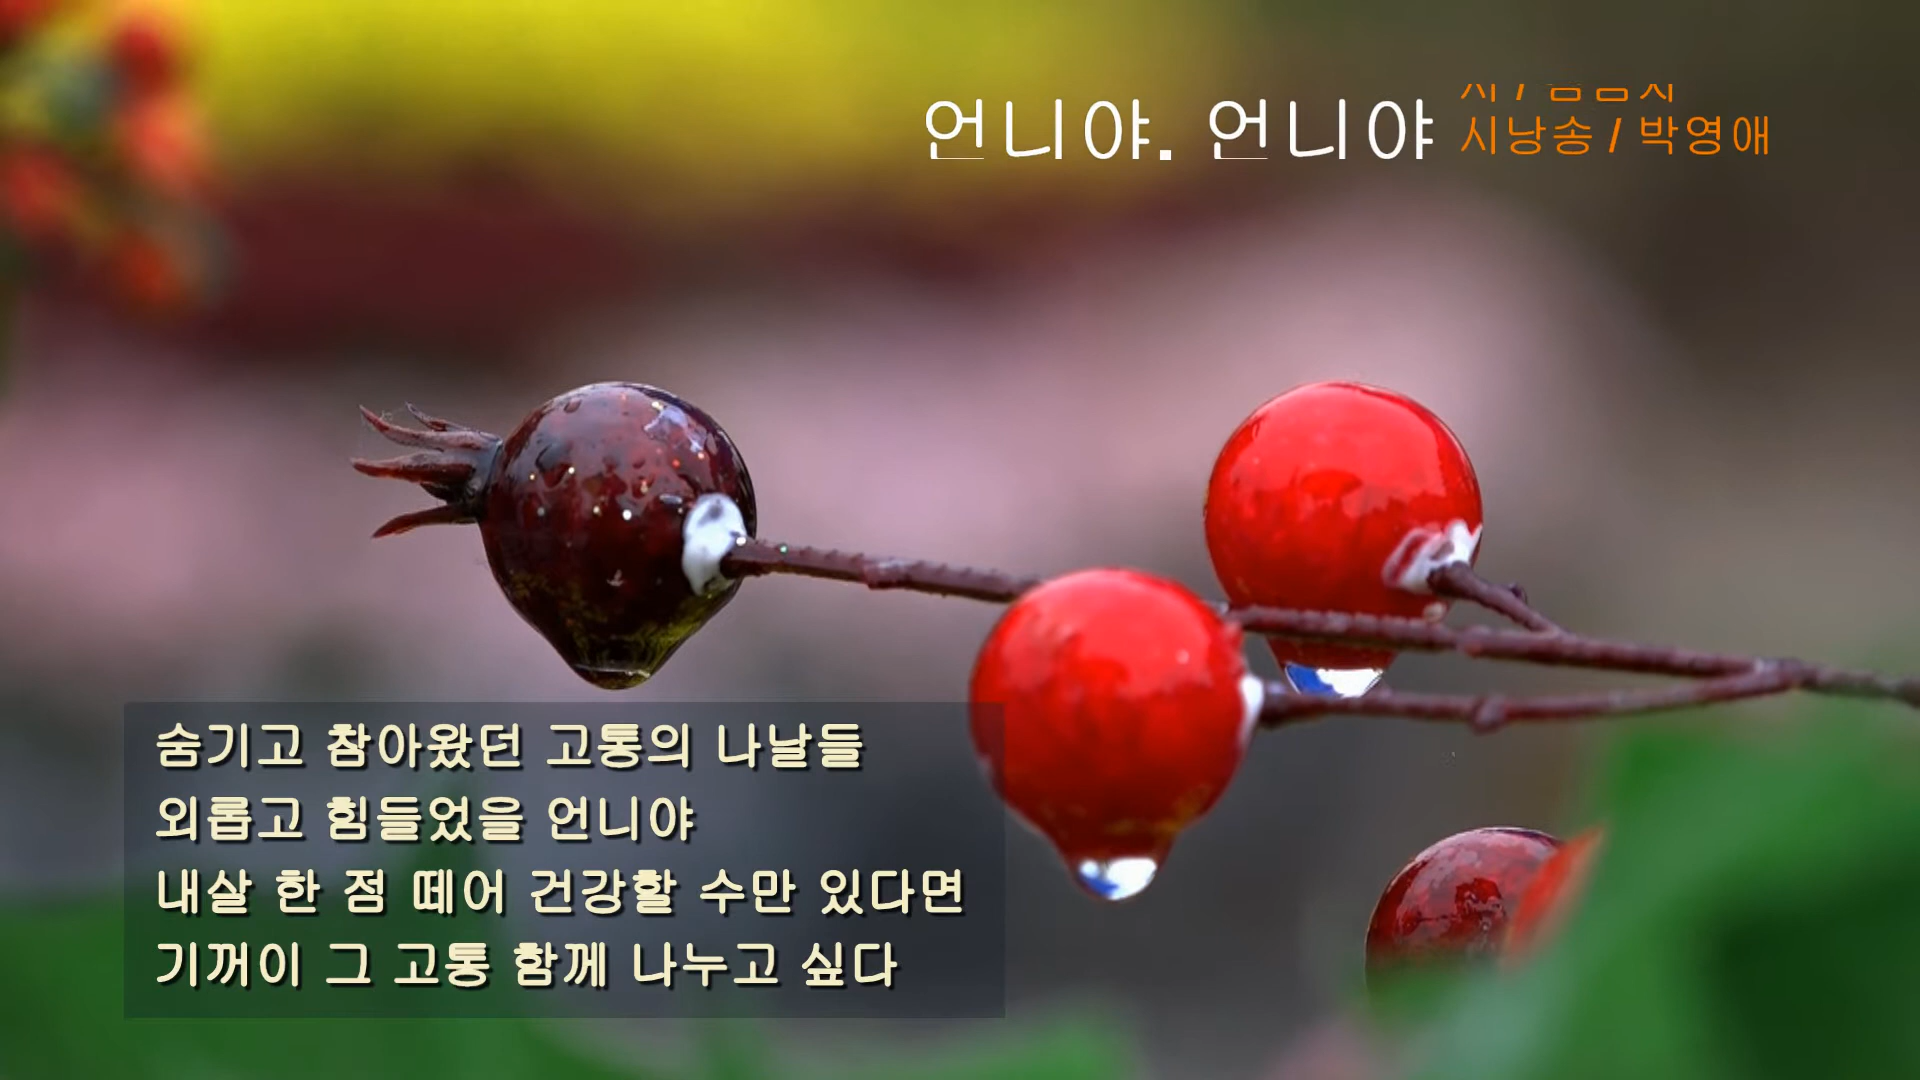 언니야. 언니야
시낭송 / 박영애
숨기고 참아왔던 고통의 나날들
외롭고 힘들었을 언니야
내살 한 점 떼어 건강할 수만 있다면
기꺼이 그 고통 함께 나누고 싶다